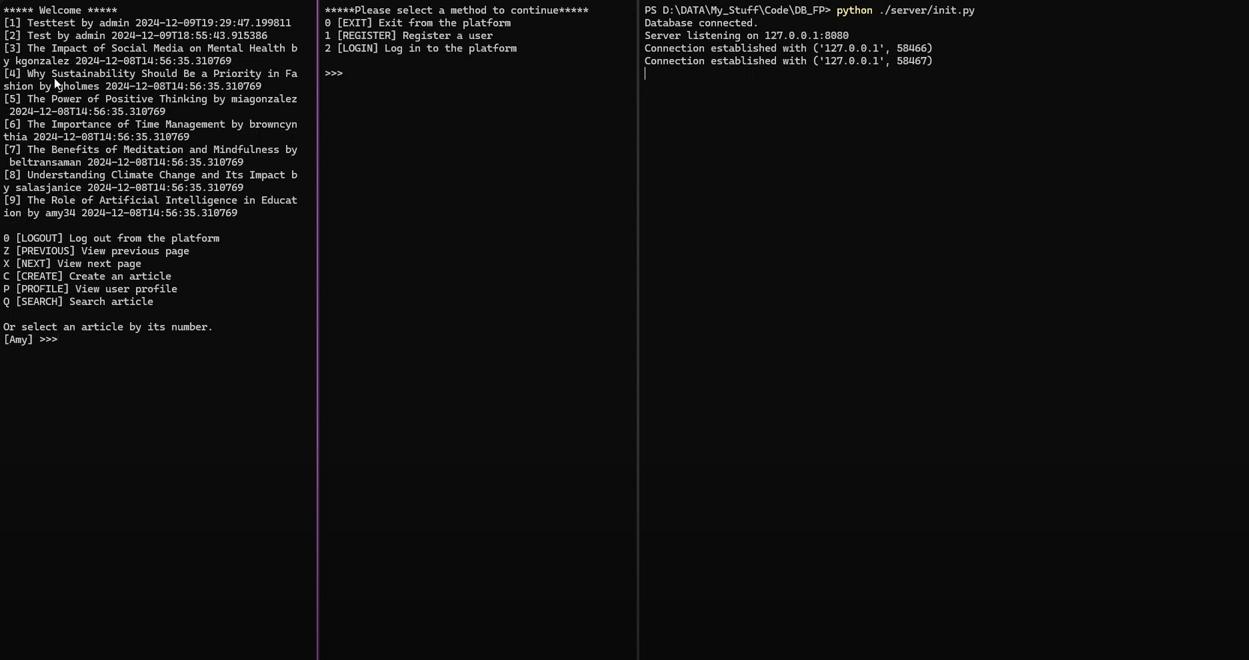 ***** Welcome *****
[1] Testtest by admin 2024-12-09T19:29:47.199811
[2] Test by admin 2024-12-09T18:55:43.915386
[3] The Impact of Social Media on Mental Health b
y kgonzalez 2024-12-08T14:56:35.310769
[4] Why Sustainability Should Be a Priority in Fa
shion by gholmes 2024-12-08T14:56:35.310769
[5] The Power of Positive Thinking by miagonzalez
 2024-12-08T14:56:35.310769
[6] The Importance of Time Management by browncyn
thia 2024-12-08T14:56:35.310769
[7] The Benefits of Meditation and Mindfulness by
 beltransaman 2024-12-08T14:56:35.310769
[8] Understanding Climate Change and Its Impact b
y salasjanice 2024-12-08T14:56:35.310769
[9] The Role of Artificial Intelligence in Educat
ion by amy34 2024-12-08T14:56:35.310769
0 [LOGOUT] Log out from the platform
Z [PREVIOUS] View previous page
X [NEXT] View next page
C [CREATE] Create an article
P [PROFILE] View user profile
Q [SEARCH] Search article
Or select an article by its number.
[Amy] >>>
*****Please select a method to continue*****
0 [EXIT] Exit from the platform
1 [REGISTER] Register a user
2 [LOGIN] Log in to the platform
>>>
PS D:\DATA\My_Stuff\Code\DB_FP> python ./server/init.py
Database connected.
Server listening on 127.0.0.1:8080
Connection established with ('127.0.0.1', 58466)
Connection established with ('127.0.0.1', 58467)